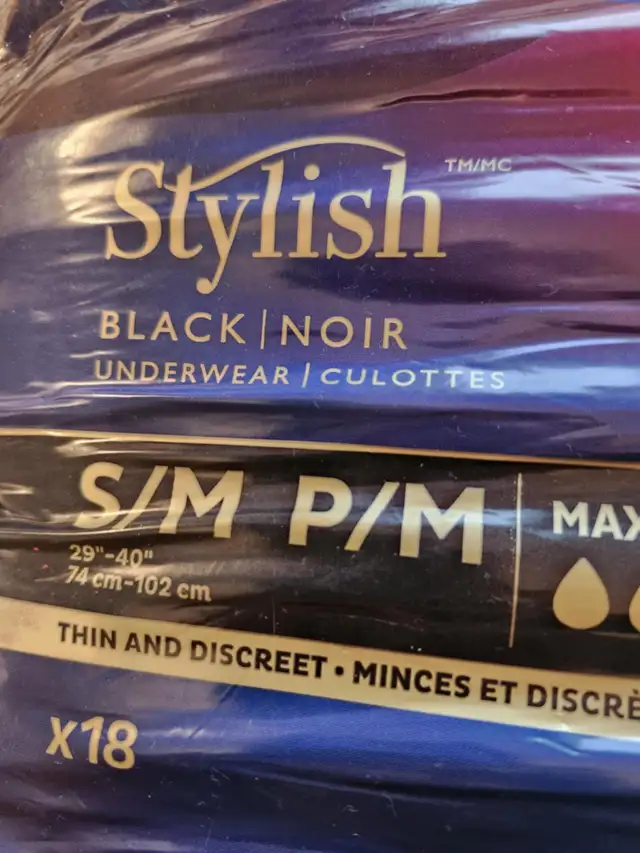 Stylish TM/MC
BLACK | NOIR
UNDERWEAR / CULOTTES
S/M P/M
29"-40"
74 cm-102 cm
MAX
THIN AND DISCREET • MINCES ET DISCRÈ
X18